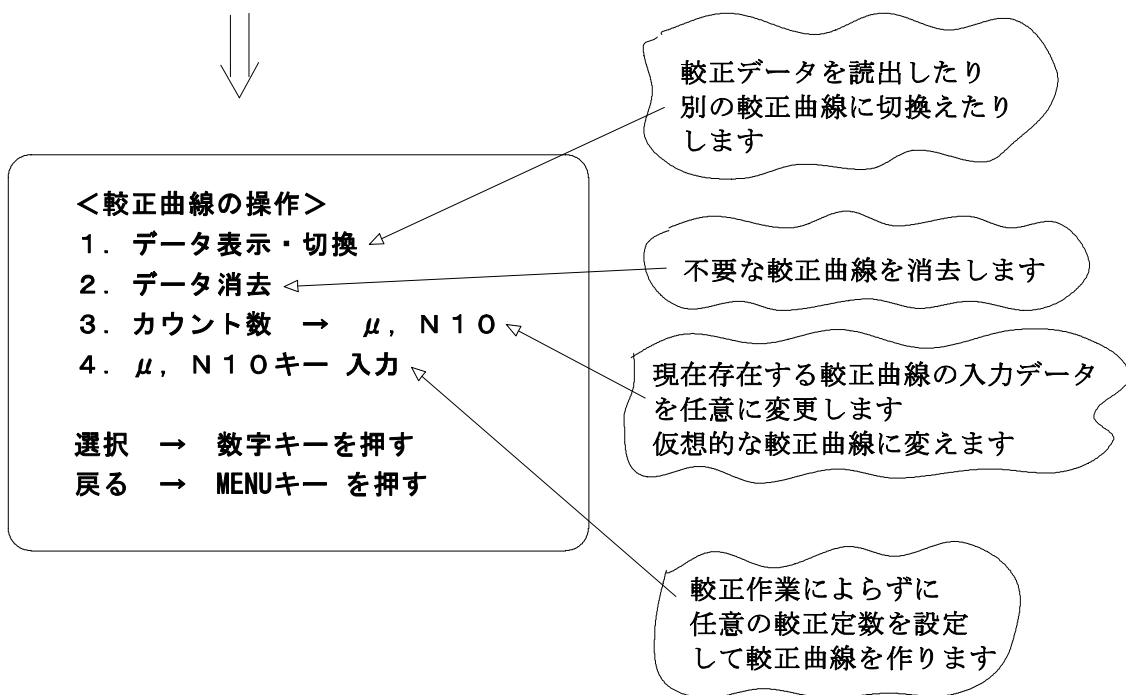 較正データを読出したり
別の較正曲線に切換えたり
します
＜較正曲線の操作＞
１．データ表示・切換
２．データ消去
３．カウント数　→　μ，Ｎ１０
４．μ，Ｎ１０キー 入力
選択　→　数字キーを押す
戻る　→　MENUキー を押す
不要な較正曲線を消去します
現在存在する較正曲線の入力データ
を任意に変更します
仮想的な較正曲線に変えます
較正作業によらずに
任意の較正定数を設定
して較正曲線を作ります